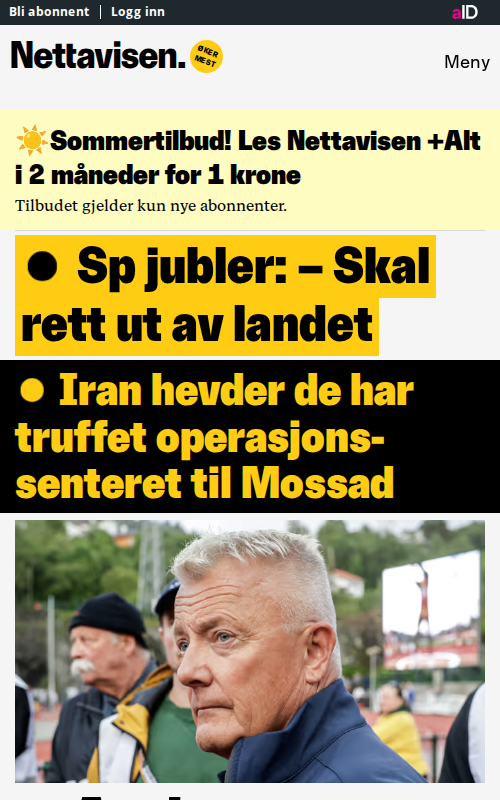 Bli abonnent | Logg inn
aID
Nettavisen.
ØKER
MEST
Meny
☀️Sommertilbud! Les Nettavisen +Alt
i 2 måneder for 1 krone
Tilbudet gjelder kun nye abonnenter.
● Sp jubler: – Skal
rett ut av landet
● Iran hevder de har
truffet operasjons-
senteret til Mossad